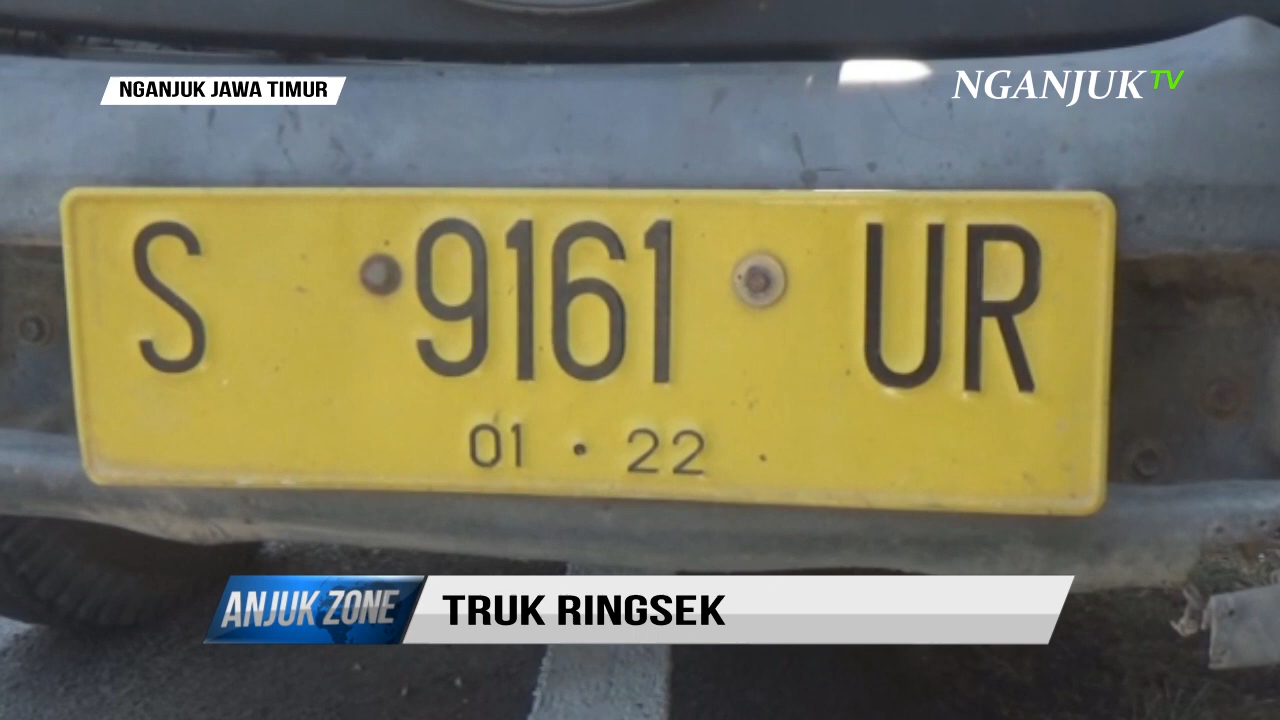 NGANJUK JAWA TIMUR
NGANJUK TV
S 9161 UR
01 · 22
ANJUK ZONE
TRUK RINGSEK